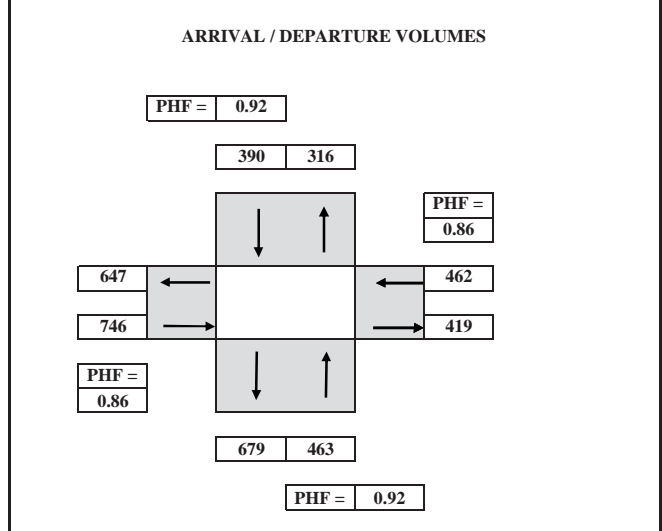 ARRIVAL / DEPARTURE VOLUMES
PHF = 0.92
390 316
PHF =
0.86
647 462
746 419
PHF =
0.86
679 463
PHF = 0.92